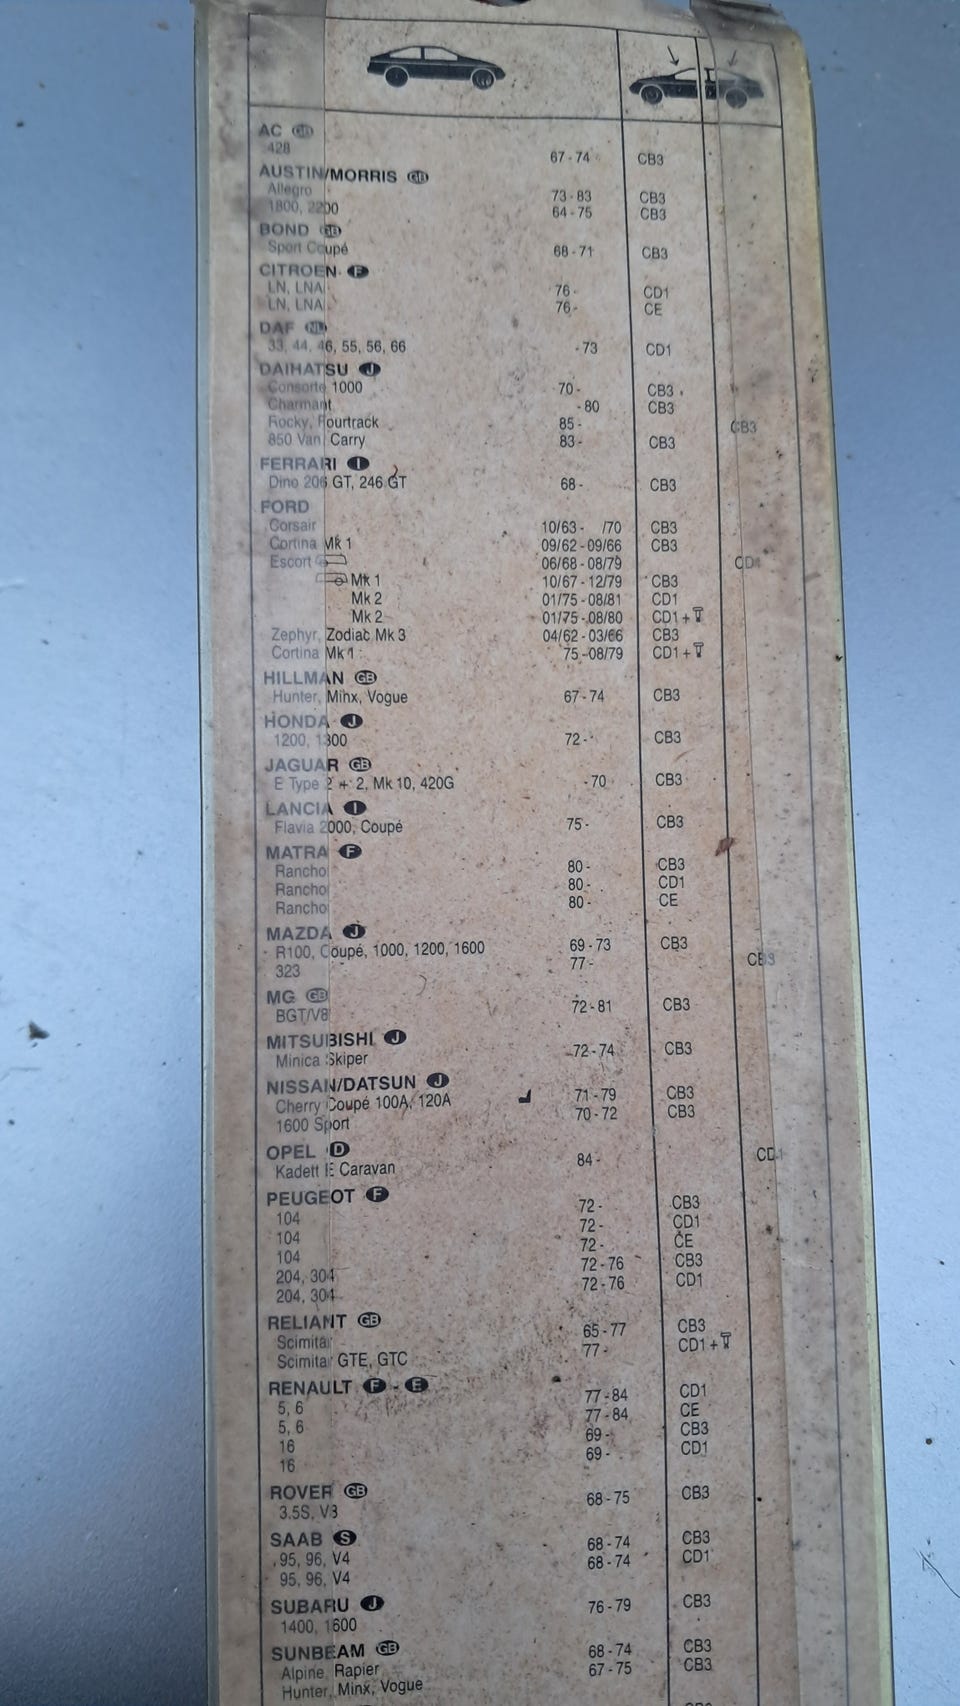 AC GB
428 67 - 74 CB3
AUSTIN/MORRIS GB
Allegro 73 - 83 CB3
1800, 2200 64 - 75 CB3
BOND GB
Sport Coupé 68 - 71 CB3
CITROEN F
LN, LNA 76 - CD1
LN, LNA 76 - CE
DAF NL
33, 44, 46, 55, 56, 66 - 73 CD1
DAIHATSU J
Consorte 1000 70 - CB3
Charmant - 80 CB3
Rocky, Fourtrack 85 - CB3
850 Van, Carry 83 - CB3
FERRARI I
Dino 206 GT, 246 GT 68 - CB3
FORD
Corsair 10/63 - /70 CB3
Cortina Mk 1 09/62 - 09/66 CB3
Escort 06/68 - 08/79 CD1
Mk 1 10/67 - 12/79 CB3
Mk 2 01/75 - 08/81 CD1
Mk 2 01/75 - 08/80 CD1 +
Zephyr, Zodiac Mk 3 04/62 - 03/66 CB3
Cortina Mk 1 75 - 08/79 CD1 +
HILLMAN GB
Hunter, Minx, Vogue 67 - 74 CB3
HONDA J
1200, 1300 72 - CB3
JAGUAR GB
E Type 2 + 2, Mk 10, 420G - 70 CB3
LANCIA I
Flavia 2000, Coupé 75 - CB3
MATRA F
Rancho 80 - CB3
Rancho 80 - CD1
Rancho 80 - CE
MAZDA J
R100, Coupé, 1000, 1200, 1600 69 - 73 CB3
323 77 - CB3
MG GB
BGT/V8 72 - 81 CB3
MITSUBISHI J
Minica Skiper 72 - 74 CB3
NISSAN/DATSUN J
Cherry Coupé 100A, 120A 71 - 79 CB3
1600 Sport 70 - 72 CB3
OPEL D
Kadett E Caravan 84 - CD1
PEUGEOT F
104 72 - CB3
104 72 - CD1
104 72 - CE
204, 304 72 - 76 CB3
204, 304 72 - 76 CD1
RELIANT GB
Scimitar 65 - 77 CB3
Scimitar GTE, GTC 77 - CD1 +
RENAULT F - E
5, 6 77 - 84 CD1
5, 6 77 - 84 CE
16 69 - CB3
16 69 - CD1
ROVER GB
3.5S, V8 68 - 75 CB3
SAAB S
95, 96, V4 68 - 74 CB3
95, 96, V4 68 - 74 CD1
SUBARU J
1400, 1600 76 - 79 CB3
SUNBEAM GB
Alpine, Rapier 68 - 74 CB3
Hunter, Minx, Vogue 67 - 75 CB3